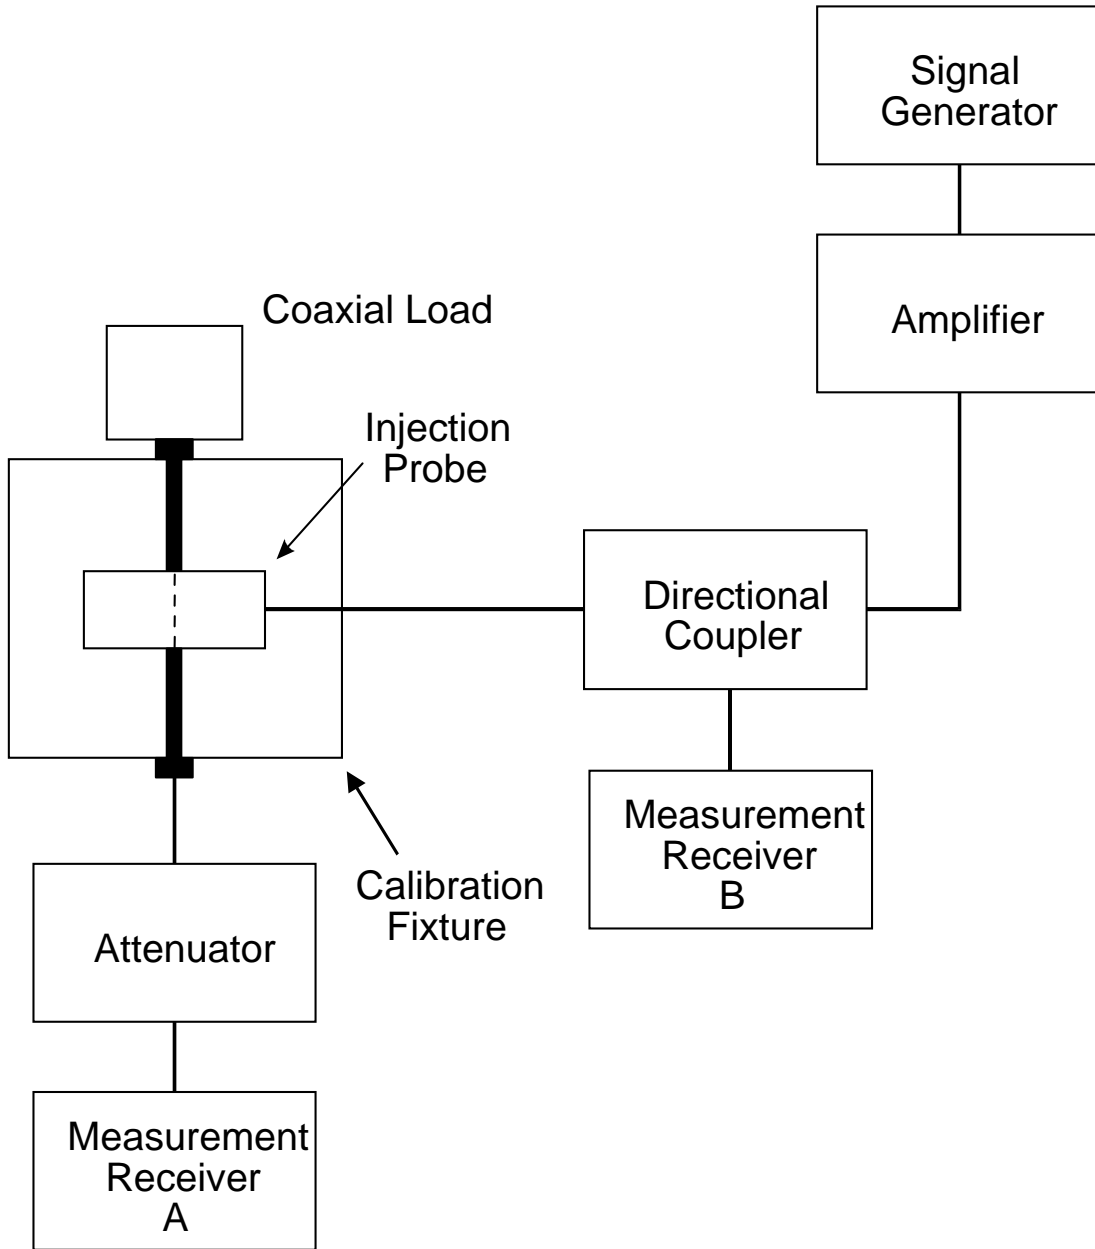 Signal
Generator
Amplifier
Coaxial Load
Injection
Probe
Directional
Coupler
Measurement
Receiver
B
Calibration
Fixture
Attenuator
Measurement
Receiver
A